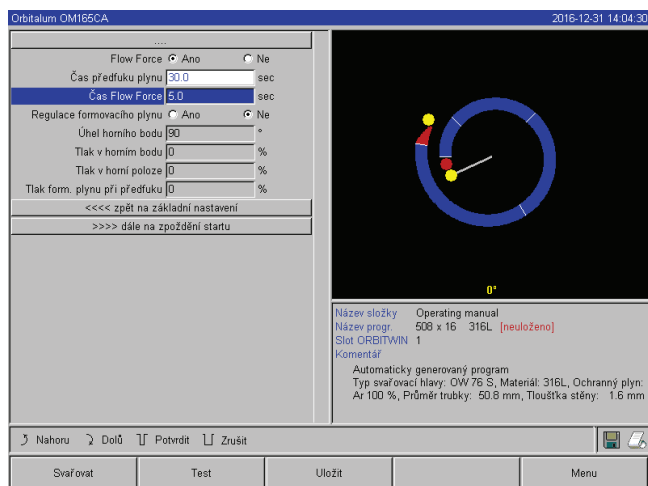 Orbitalum OM165CA 2016-12-31 14:04:30
....
Flow Force Ano Ne
Čas předfuku plynu 30.0 sec
Čas Flow Force 5.0 sec
Regulace formovacího plynu Ano Ne
Úhel horního bodu 90 °
Tlak v horním bodu 0 %
Tlak v horní poloze 0 %
Tlak form. plynu při předfuku 0 %
<<<< zpět na základní nastavení
>>>> dále na zpoždění startu
0°
Název složky Operating manual
Název progr. 508 x 16 316L [neuloženo]
Slot ORBITWIN 1
Komentář
Automaticky generovaný program
Typ svařovací hlavy: OW 76 S, Materiál: 316L, Ochranný plyn:
Ar 100 %, Průměr trubky: 50.8 mm, Tloušťka stěny: 1.6 mm
Nahoru Dolů Potvrdit Zrušit
Svařovat Test Uložit Menu